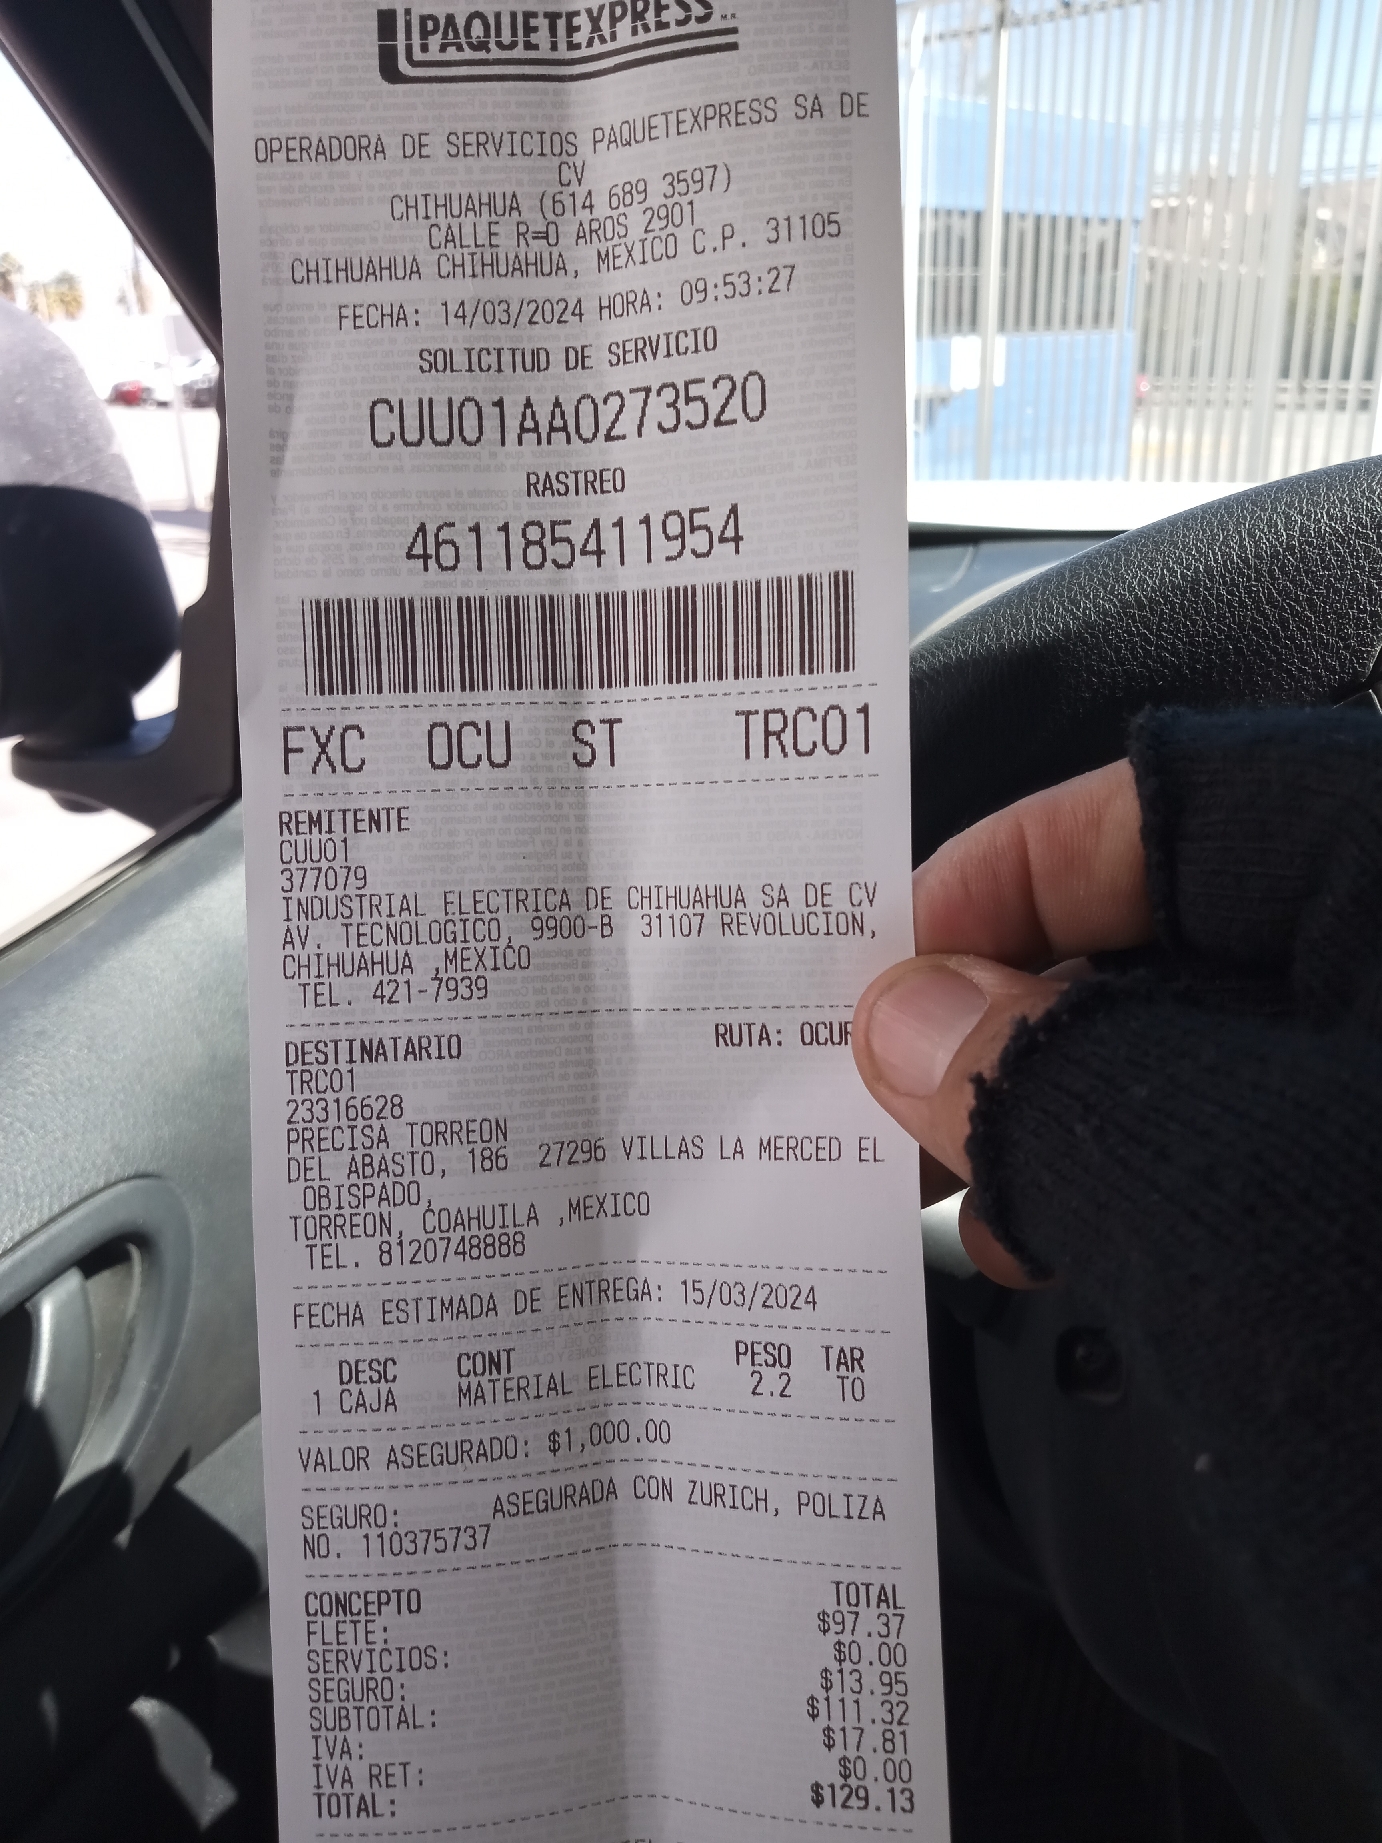 PAQUETEXPRESS M.R.
OPERADORA DE SERVICIOS PAQUETEXPRESS SA DE
CV
CHIHUAHUA (614 689 3597)
CALLE R=O AROS 2901
CHIHUAHUA CHIHUAHUA, MEXICO C.P. 31105
FECHA: 14/03/2024 HORA: 09:53:27
SOLICITUD DE SERVICIO
CUU01AA0273520
RASTREO
461185411954
FXC OCU ST TRC01
REMITENTE
CUU01
377079
INDUSTRIAL ELECTRICA DE CHIHUAHUA SA DE CV
AV. TECNOLOGICO, 9900-B 31107 REVOLUCION,
CHIHUAHUA ,MEXICO
TEL. 421-7939
DESTINATARIO RUTA:
TRC01
23316628
PRECISA TORREON
DEL ABASTO, 186 27296 VILLAS LA MERCED EL
OBISPADO,
TORREON, COAHUILA ,MEXICO
TEL. 8120748888
FECHA ESTIMADA DE ENTREGA: 15/03/2024
DESC CONT PESO TAR
1 CAJA MATERIAL ELECTRIC 2.2 TO
VALOR ASEGURADO: $1,000.00
SEGURO: ASEGURADA CON ZURICH, POLIZA
NO. 110375737
CONCEPTO TOTAL
FLETE: $97.37
SERVICIOS: $0.00
SEGURO: $13.95
SUBTOTAL: $111.32
IVA: $17.81
IVA RET: $0.00
TOTAL: $129.13